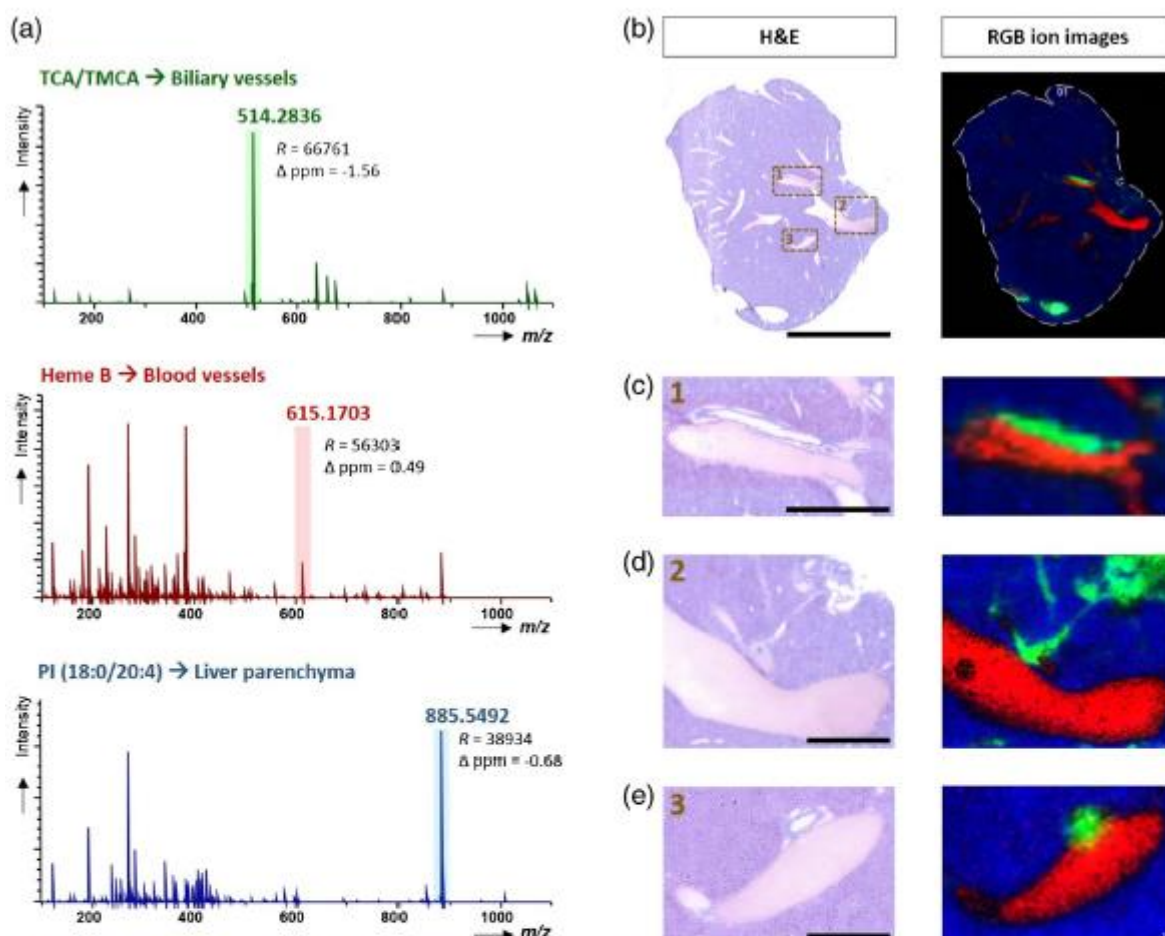 (a)
TCA/TMCA → Biliary vessels
Intensity
514.2836
R = 66761
Δ ppm = -1.56
200 400 600 800 1000
m/z
Heme B → Blood vessels
Intensity
615.1703
R = 56303
Δ ppm = 0.49
200 400 600 800 1000
m/z
PI (18:0/20:4) → Liver parenchyma
Intensity
885.5492
R = 38934
Δ ppm = -0.68
200 400 600 800 1000
m/z
(b)
H&E
RGB ion images
1
2
3
01
(c)
1
(d)
2
(e)
3